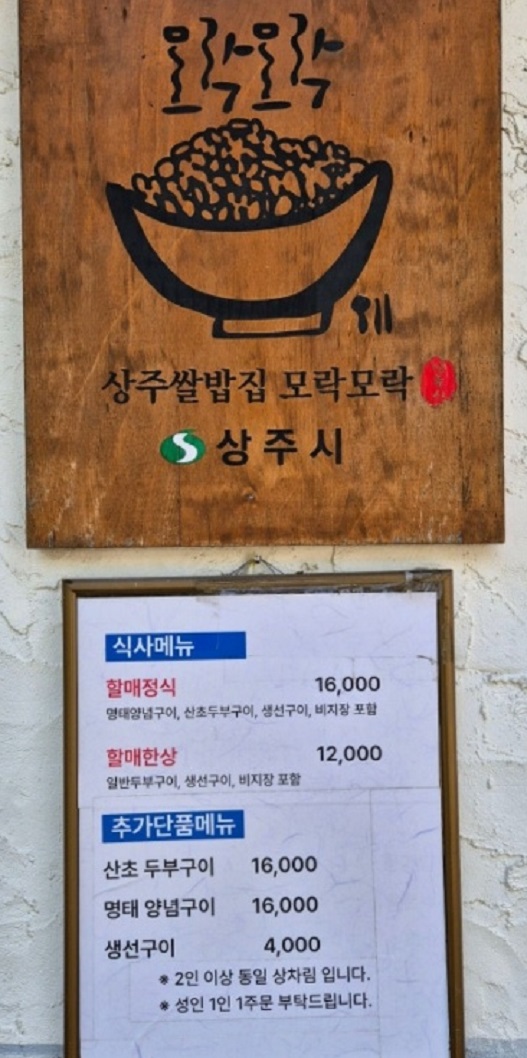 모락모락
상주쌀밥집 모락모락
상주시
식사메뉴
할매정식 16,000
명태양념구이, 산초두부구이, 생선구이, 비지장 포함
할매한상 12,000
일반두부구이, 생선구이, 비지장 포함
추가단품메뉴
산초 두부구이 16,000
명태 양념구이 16,000
생선구이 4,000
※ 2인 이상 동일 상차림 입니다.
※ 성인 1인 1주문 부탁드립니다.